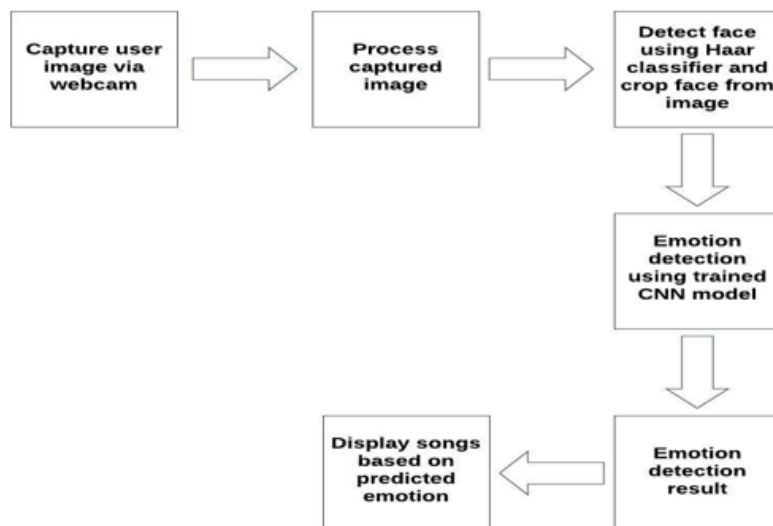 Capture user
image via
webcam
Process
captured
image
Detect face
using Haar
classifier and
crop face from
image
Emotion
detection
using trained
CNN model
Emotion
detection
result
Display songs
based on
predicted
emotion